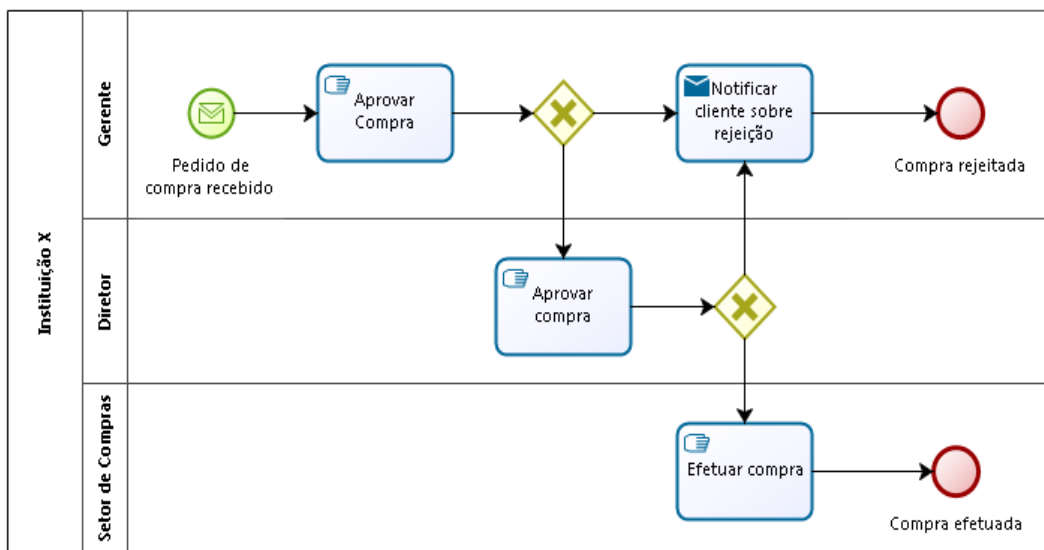 Instituição X
Gerente
Pedido de
compra recebido
Aprovar
Compra
Notificar
cliente sobre
rejeição
Compra rejeitada
Diretor
Aprovar
compra
Setor de Compras
Efetuar compra
Compra efetuada